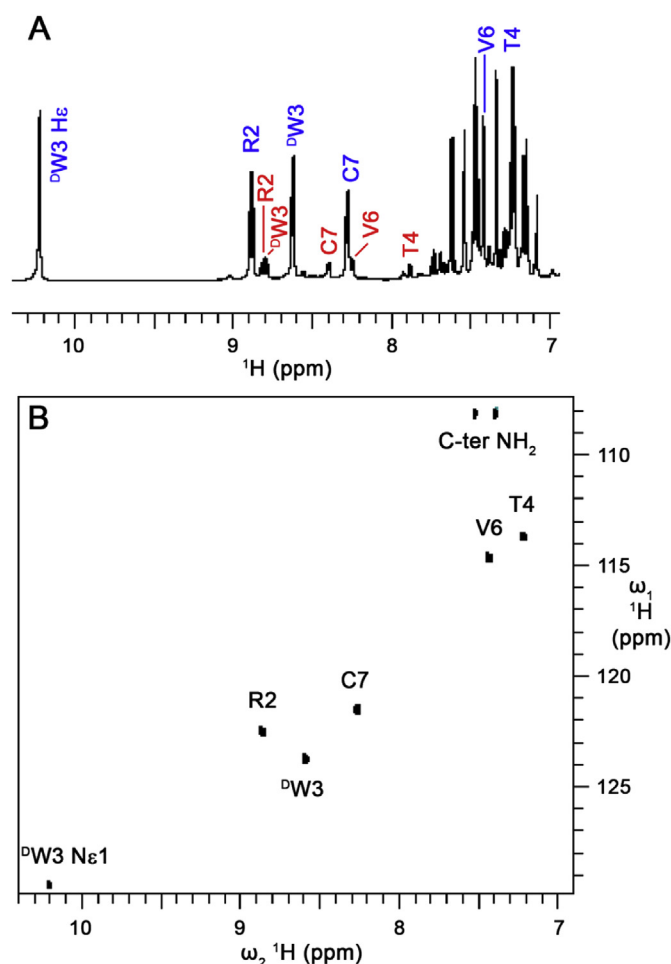 A
ᴰW3 Hε
R2
R2
ᴰW3
ᴰW3
C7
C7
V6
T4
V6
T4
10
9
8
7
¹H (ppm)
B
C-ter NH₂
110
T4
V6
115
ω₁
¹H
(ppm)
120
C7
R2
ᴰW3
125
ᴰW3 Nε1
10
9
8
7
ω₂ ¹H (ppm)